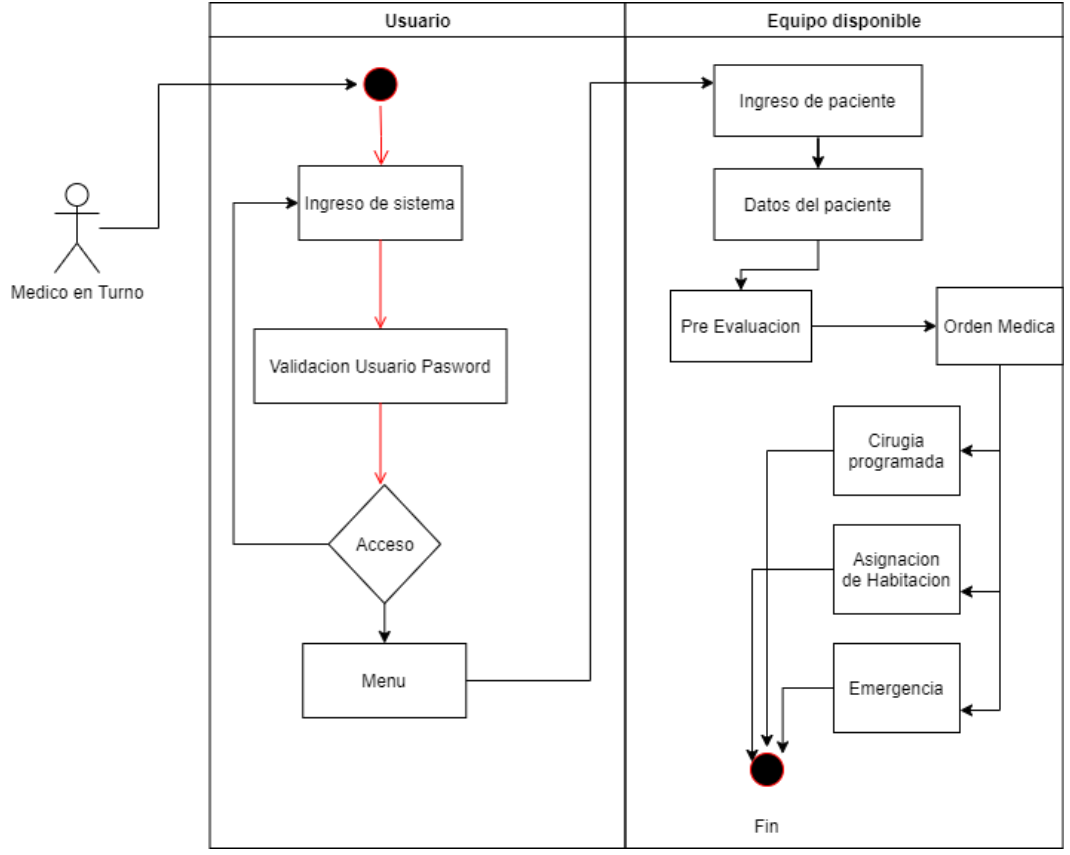 Usuario
Equipo disponible
Medico en Turno
Ingreso de sistema
Validacion Usuario Pasword
Acceso
Menu
Ingreso de paciente
Datos del paciente
Pre Evaluacion
Orden Medica
Cirugia
programada
Asignacion
de Habitacion
Emergencia
Fin